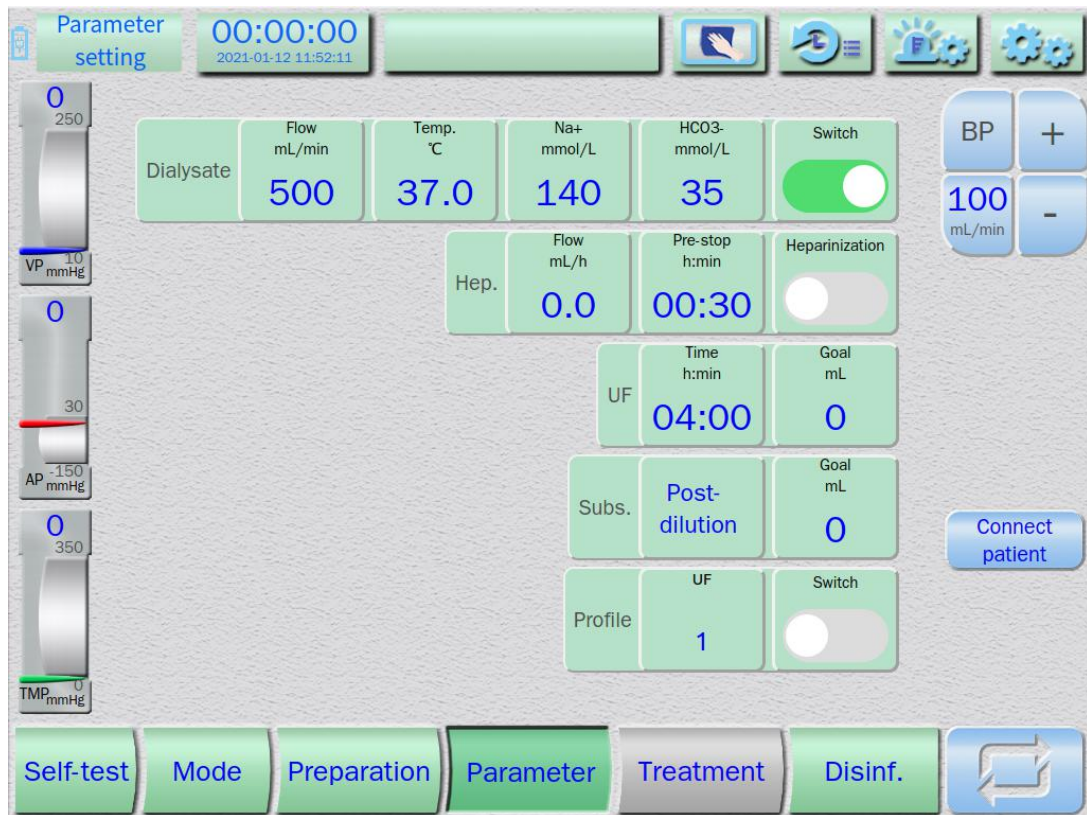 Parameter
setting
00:00:00
2021-01-12 11:52:11
0
250
10
VP mmHg
0
30
-150
AP mmHg
0
350
0
TMP mmHg
Dialysate
Flow
mL/min
500
Temp.
℃
37.0
Na+
mmol/L
140
HCO3-
mmol/L
35
Switch
Hep.
Flow
mL/h
0.0
Pre-stop
h:min
00:30
Heparinization
UF
Time
h:min
04:00
Goal
mL
0
Subs.
Post-
dilution
Goal
mL
0
Profile
UF
1
Switch
BP
+
100
mL/min
-
Connect
patient
Self-test
Mode
Preparation
Parameter
Treatment
Disinf.